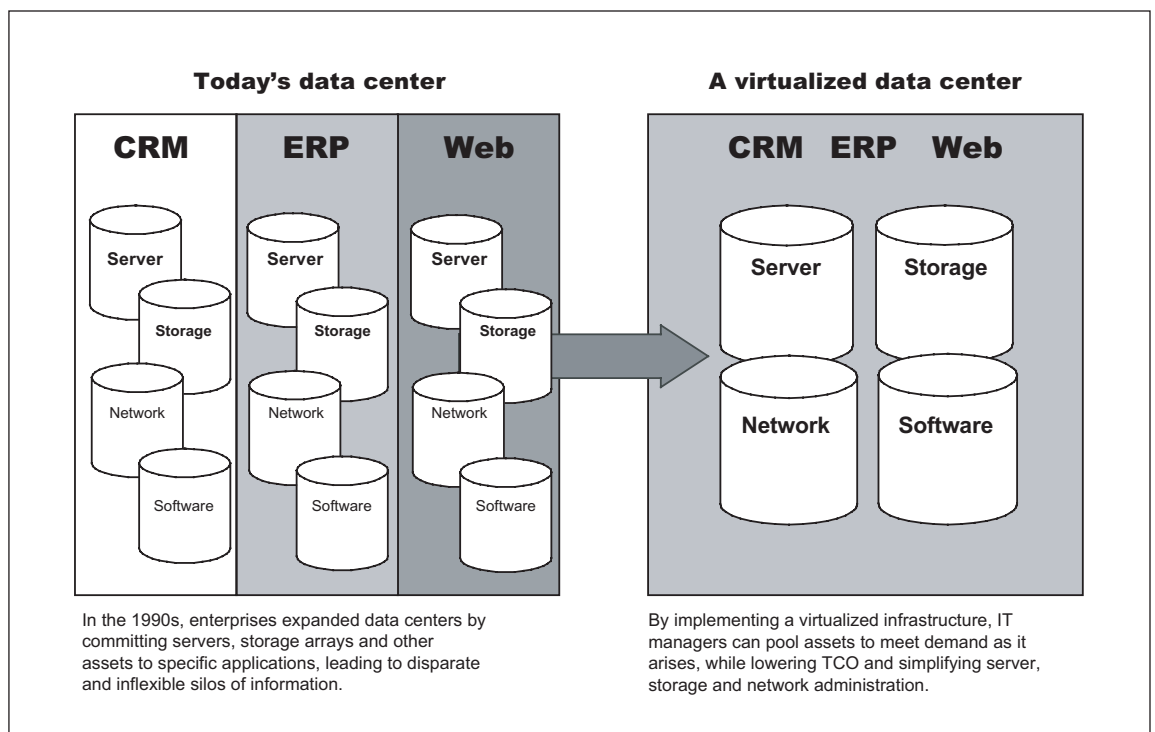 Today's data center
CRM
ERP
Web
Server
Storage
Network
Software
Server
Storage
Network
Software
Server
Storage
Network
Software
In the 1990s, enterprises expanded data centers by
committing servers, storage arrays and other
assets to specific applications, leading to disparate
and inflexible silos of information.
A virtualized data center
CRM ERP Web
Server
Storage
Network
Software
By implementing a virtualized infrastructure, IT
managers can pool assets to meet demand as it
arises, while lowering TCO and simplifying server,
storage and network administration.